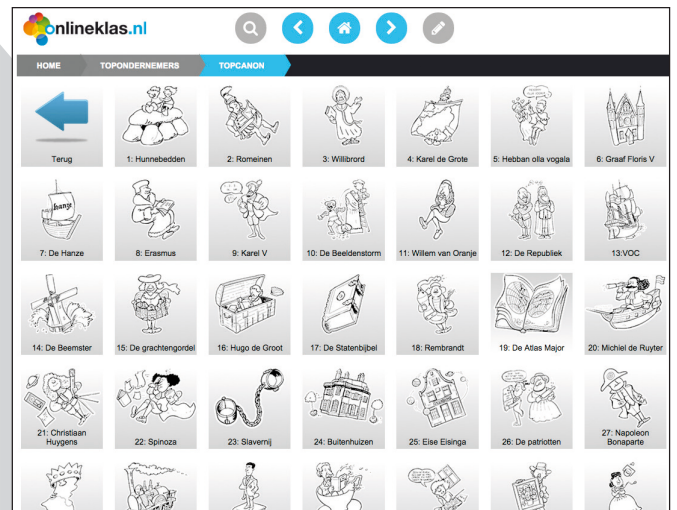 onlineklas.nl
HOME TOPONDERNEMERS TOPCANON
Terug
1: Hunnebedden
2: Romeinen
3: Willibrord
4: Karel de Grote
5: Hebban olla vogala
6: Graaf Floris V
Hanze
7: De Hanze
8: Erasmus
9: Karel V
10: De Beeldenstorm
11: Willem van Oranje
12: De Republiek
13:VOC
14: De Beemster
15: De grachtengordel
16: Hugo de Groot
17: De Statenbijbel
18: Rembrandt
19: De Atlas Major
20: Michiel de Ruyter
21: Christiaan
Huygens
22: Spinoza
23: Slavernij
24: Buitenhuizen
25: Eise Eisinga
26: De patriotten
27: Napoleon
Bonaparte